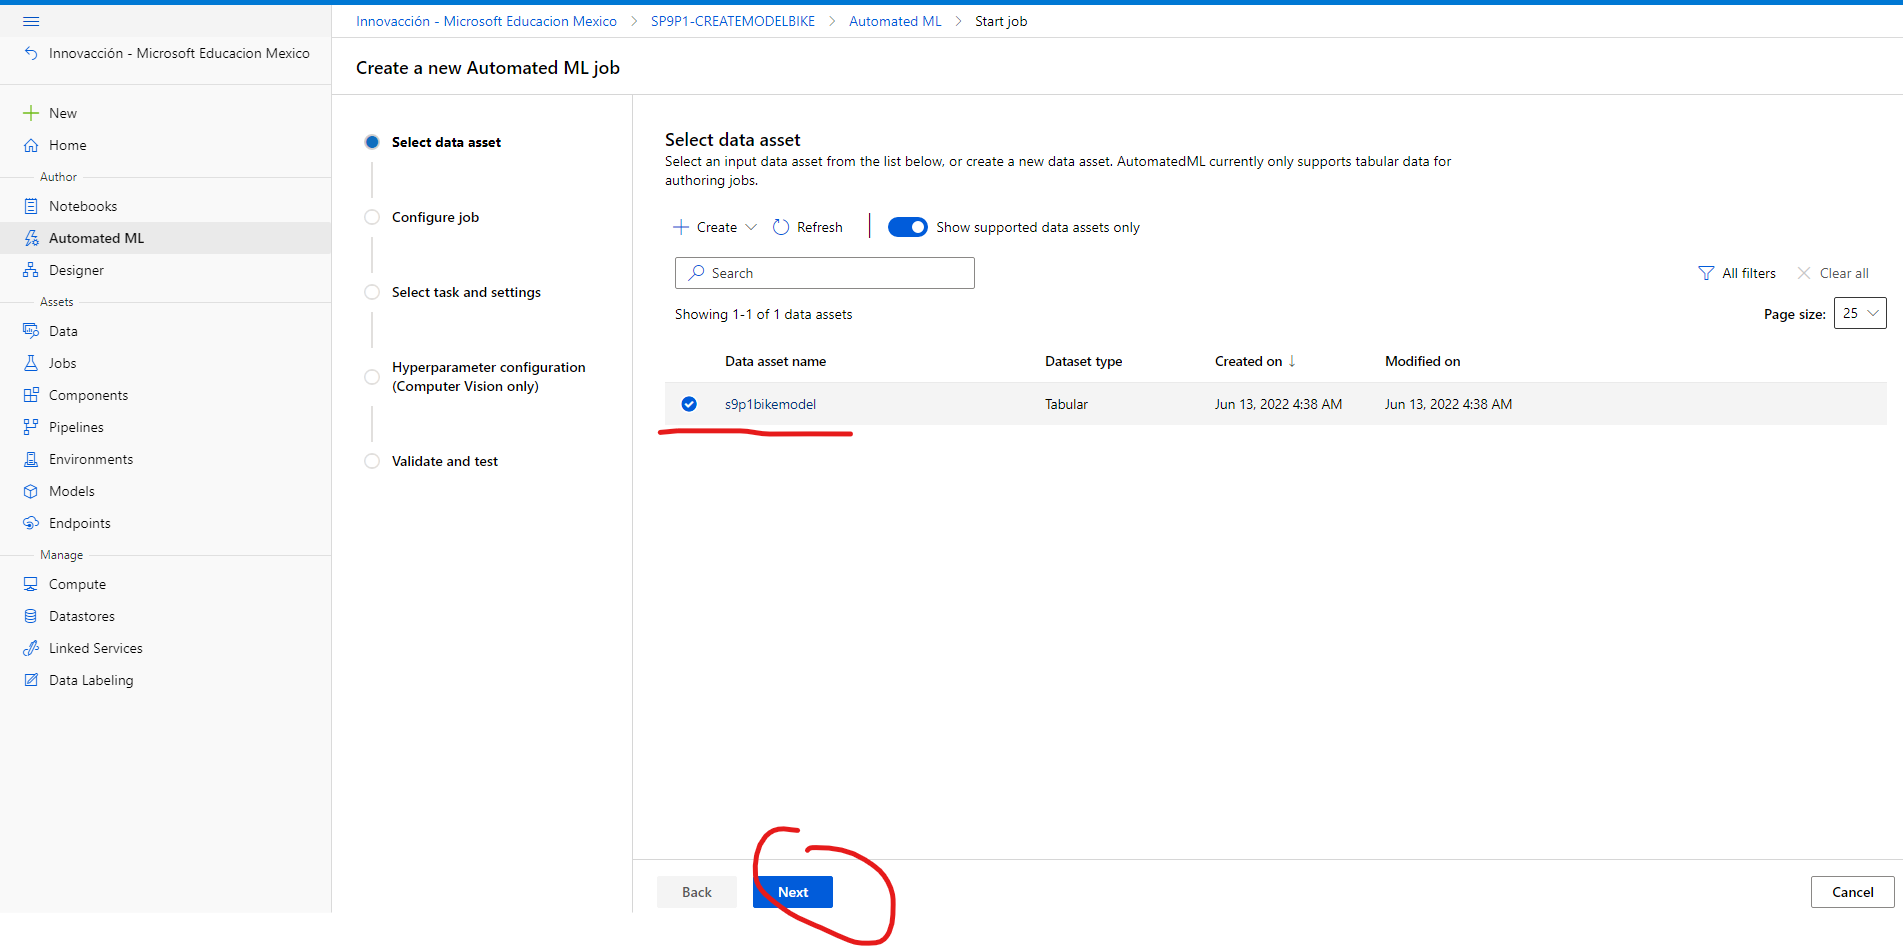 Innovacción - Microsoft Educacion Mexico
New
Home
Author
Notebooks
Automated ML
Designer
Assets
Data
Jobs
Components
Pipelines
Environments
Models
Endpoints
Manage
Compute
Datastores
Linked Services
Data Labeling
Innovacción - Microsoft Educacion Mexico > SP9P1-CREATEMODELBIKE > Automated ML > Start job
Create a new Automated ML job
Select data asset
Configure job
Select task and settings
Hyperparameter configuration
(Computer Vision only)
Validate and test
Select data asset
Select an input data asset from the list below, or create a new data asset. AutomatedML currently only supports tabular data for
authoring jobs.
Create Refresh Show supported data assets only
Search All filters Clear all
Showing 1-1 of 1 data assets Page size: 25
Data asset name Dataset type Created on ↓ Modified on
s9p1bikemodel Tabular Jun 13, 2022 4:38 AM Jun 13, 2022 4:38 AM
Back Next Cancel